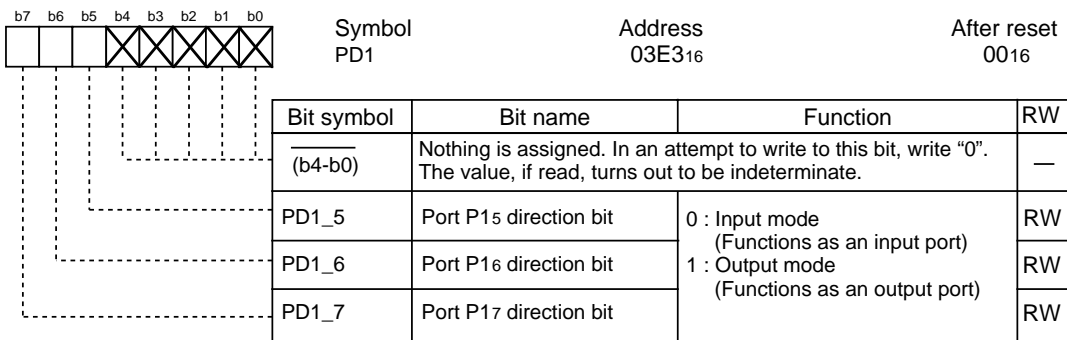 b7 b6 b5 b4 b3 b2 b1 b0
Symbol Address After reset
PD1 03E316 0016
Bit symbol Bit name Function RW
(b4-b0) Nothing is assigned. In an attempt to write to this bit, write “0”. —
The value, if read, turns out to be indeterminate.
PD1_5 Port P15 direction bit 0 : Input mode RW
(Functions as an input port)
PD1_6 Port P16 direction bit 1 : Output mode RW
(Functions as an output port)
PD1_7 Port P17 direction bit RW